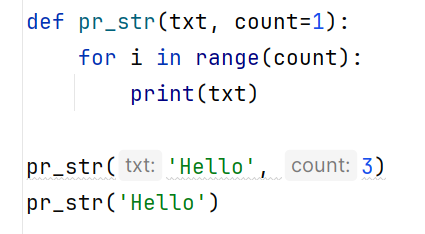 def pr_str(txt, count=1):
    for i in range(count):
        print(txt)

pr_str( txt: 'Hello', count: 3)
pr_str('Hello')